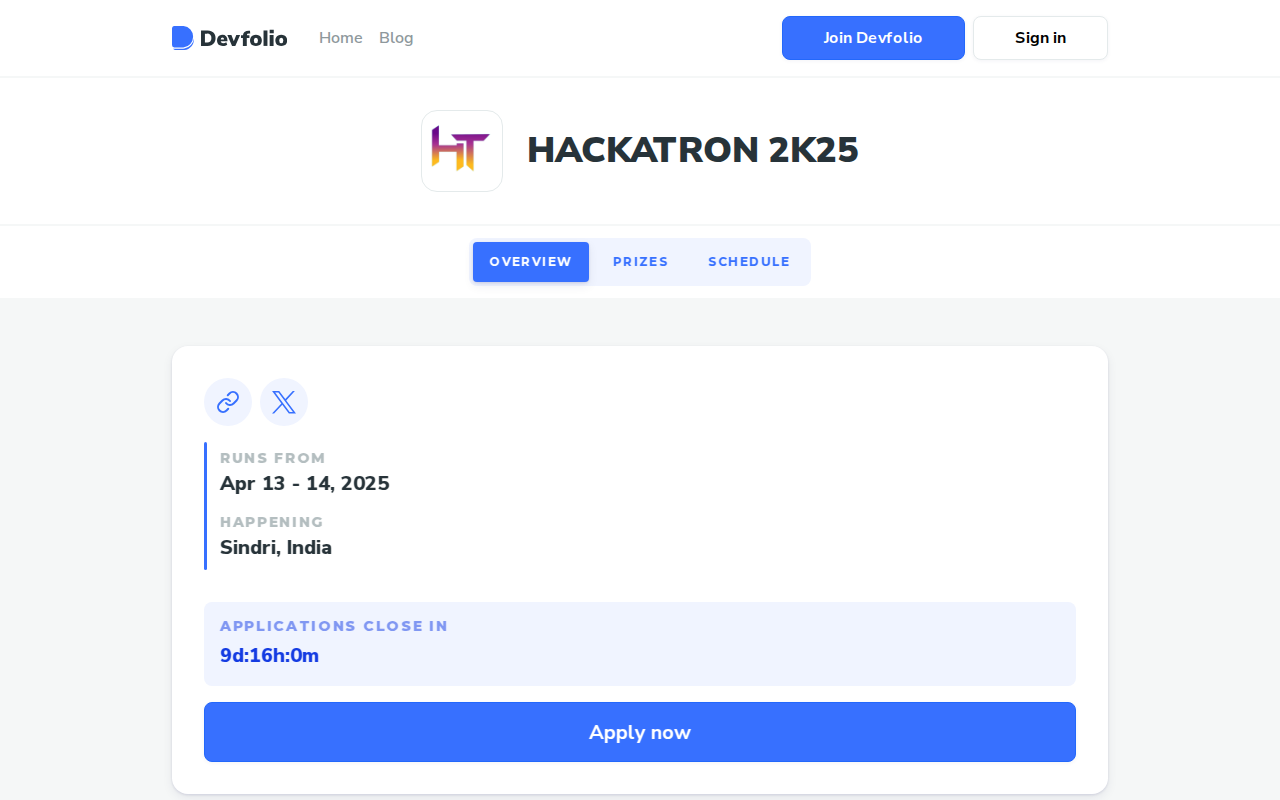 Devfolio Home Blog Join Devfolio Sign in
HT HACKATRON 2K25
OVERVIEW PRIZES SCHEDULE
RUNS FROM
Apr 13 - 14, 2025
HAPPENING
Sindri, India
APPLICATIONS CLOSE IN
9d:16h:0m
Apply now